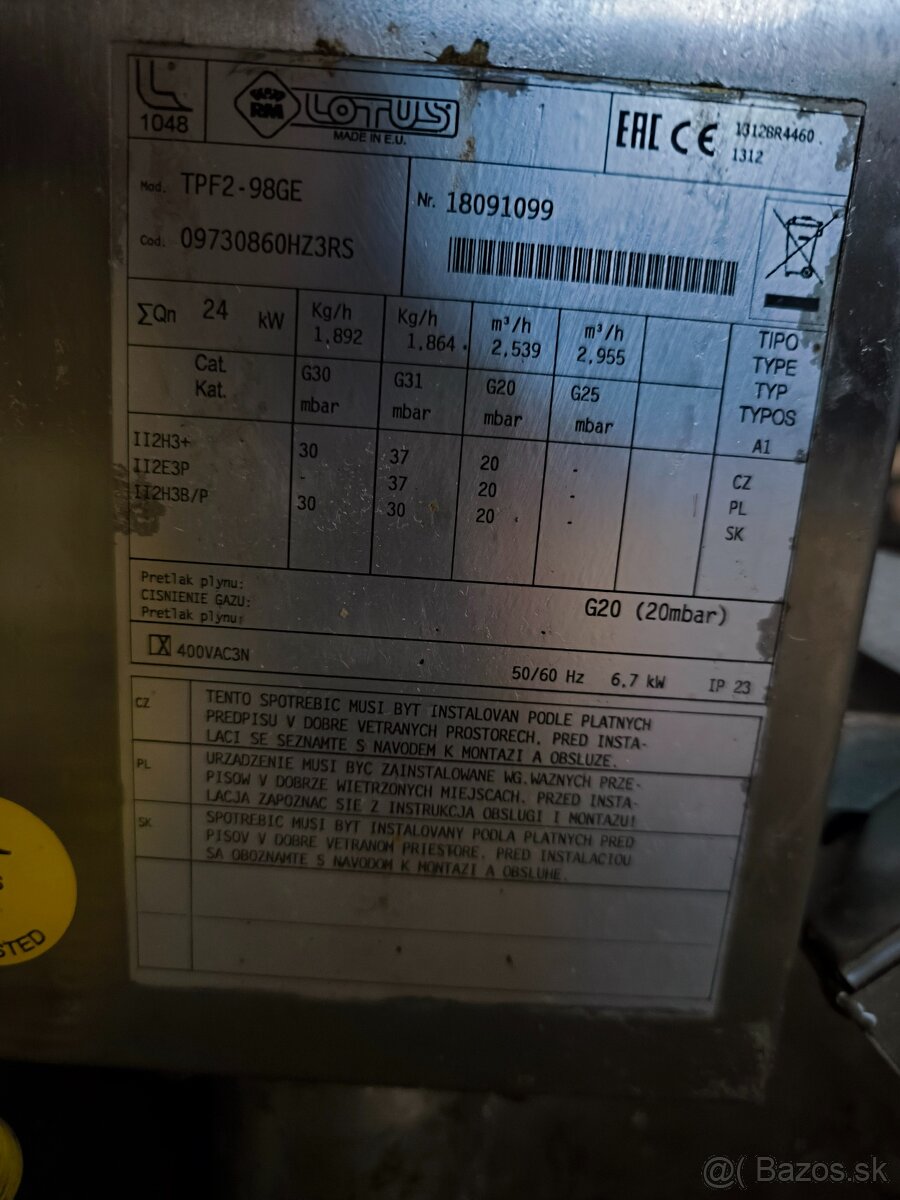 1048
RM LOTUS
MADE IN E.U.
EAC CE 1312BR4460
1312
Mod. TPF2-98GE
Nr. 18091099
Cod. 09730860HZ3RS
ΣQn 24 kW
Kg/h Kg/h m³/h m³/h
1,892 1,864 2,539 2,955
TIPO
TYPE
TYP
TYPOS
A1
Cat.
Kat.
G30 G31 G20 G25
mbar mbar mbar mbar
II2H3+ 30 37 20 - CZ
II2E3P - 37 20 - PL
II2H3B/P 30 30 20 - SK
Pretlak plynu:
CISNIENIE GAZU:
Pretlak plynu:
G20 (20mbar)
X 400VAC3N 50/60 Hz 6,7 kW IP 23
CZ TENTO SPOTREBIC MUSI BYT INSTALOVAN PODLE PLATNYCH
PREDPISU V DOBRE VETRANYCH PROSTORECH, PRED INSTA-
LACI SE SEZNAMTE S NAVODEM K MONTAZI A OBSLUZE.
PL URZADZENIE MUSI BYC ZAINSTALOWANE WG.WAZNYCH PRZE-
PISOW V DOBRZE WIETRZONYCH MIEJSCACH. PRZED INSTA-
LACJA ZAPOZNAC SIE Z INSTRUKCJA OBSLUGI I MONTAZU!
SK SPOTREBIC MUSI BYT INSTALOVANY PODLA PLATNYCH PRED
PISOV V DOBRE VETRANOM PRIESTORE. PRED INSTALACIOU
SA OBOZNAMTE S NAVODOM K MONTAZI A OBSLUHE.
STED
@( Bazos.sk